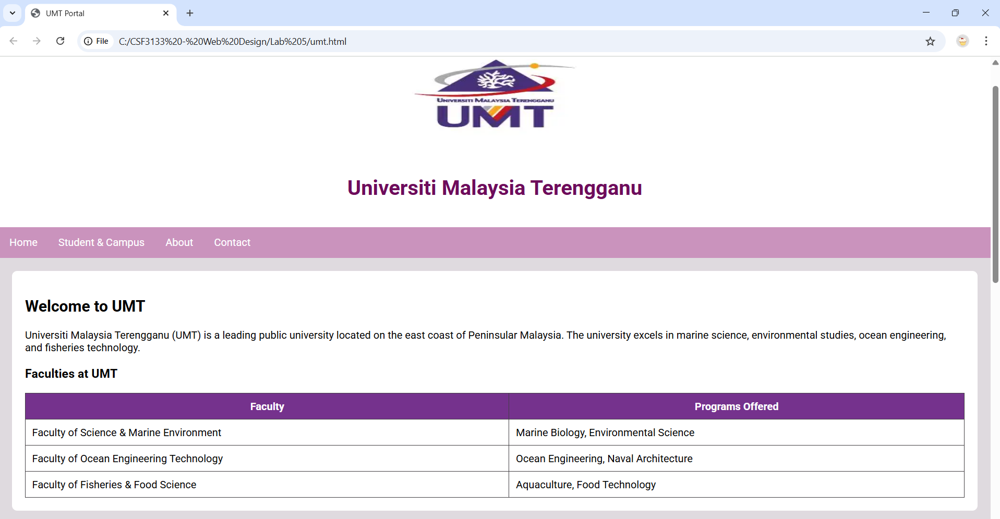 UMT Portal
File
C:/CSF3133%20-%20Web%20Design/Lab%205/umt.html
UNIVERSITI MALAYSIA TERENGGANU
UMT
Universiti Malaysia Terengganu
Home Student & Campus About Contact
Welcome to UMT
Universiti Malaysia Terengganu (UMT) is a leading public university located on the east coast of Peninsular Malaysia. The university excels in marine science, environmental studies, ocean engineering,
and fisheries technology.
Faculties at UMT
Faculty Programs Offered
Faculty of Science & Marine Environment Marine Biology, Environmental Science
Faculty of Ocean Engineering Technology Ocean Engineering, Naval Architecture
Faculty of Fisheries & Food Science Aquaculture, Food Technology